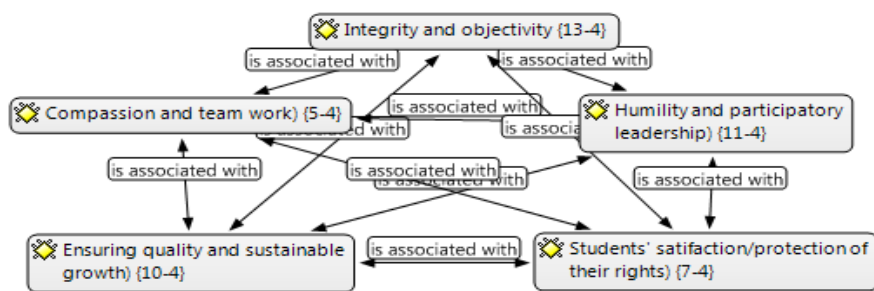 Integrity and objectivity {13-4}
is associated with
is associated with
Compassion and team work) {5-4}
is associated with
is associated with
is associa
Humility and participatory
leadership) {11-4}
is associated with
is associated with
is associated with
is associated with
Ensuring quality and sustainable
growth) {10-4}
is associated with
Students' satifaction/protection of
their rights) {7-4}